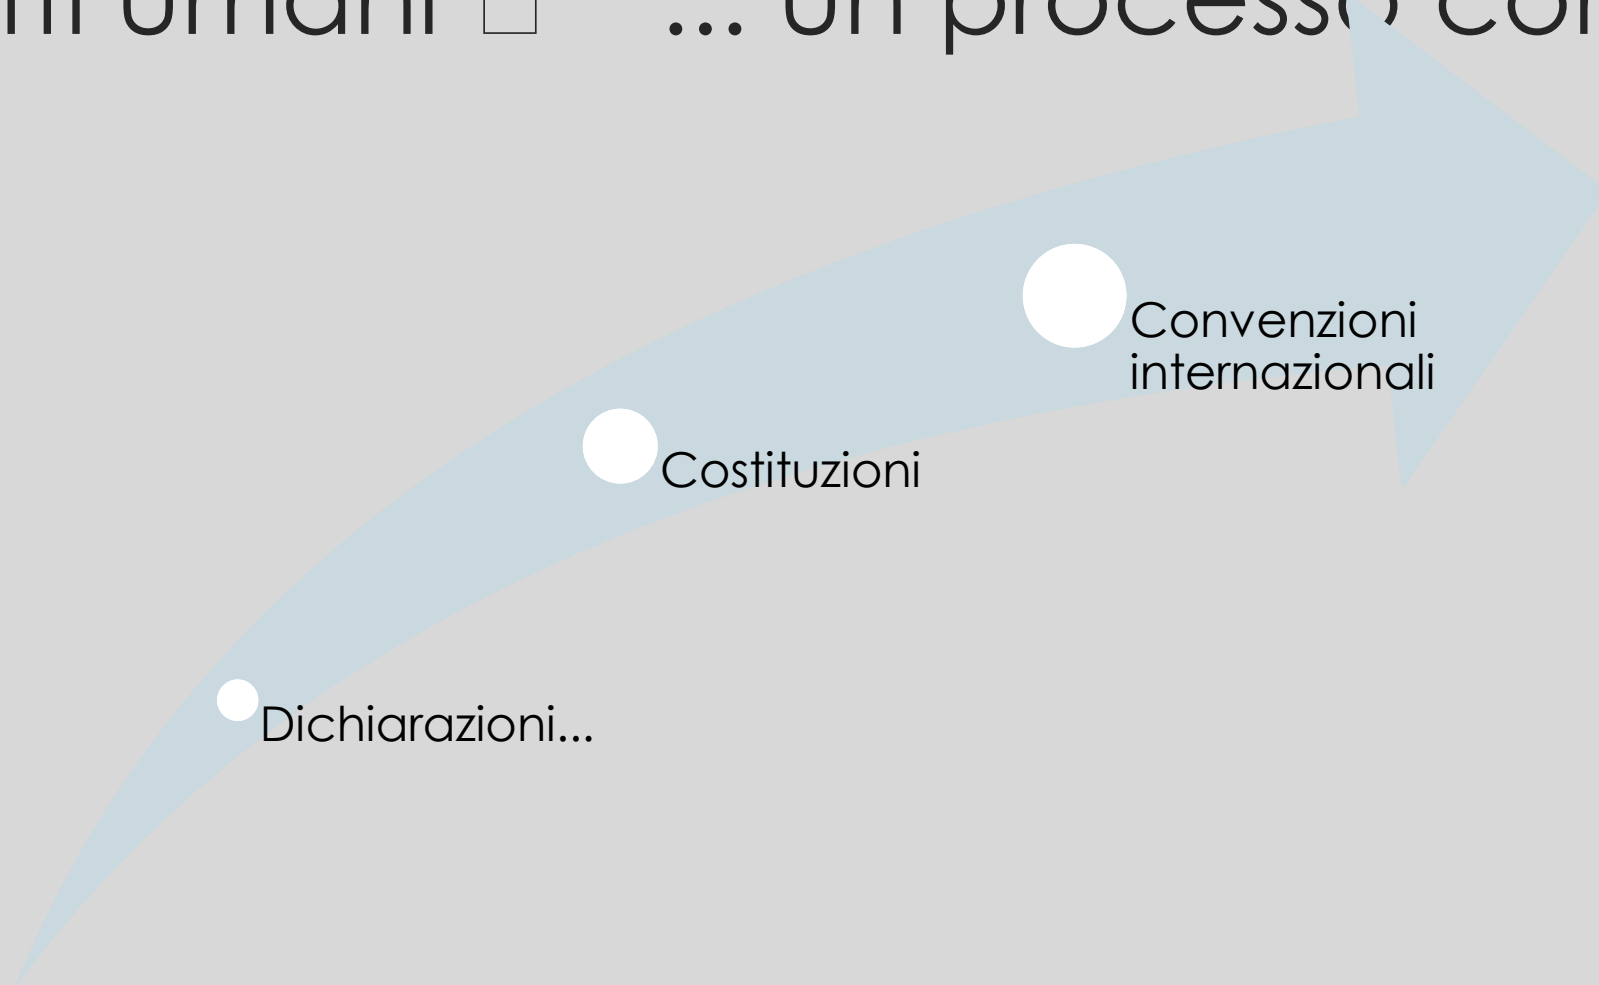 umani □ ... un processo
Convenzioni
internazionali
Costituzioni
Dichiarazioni...